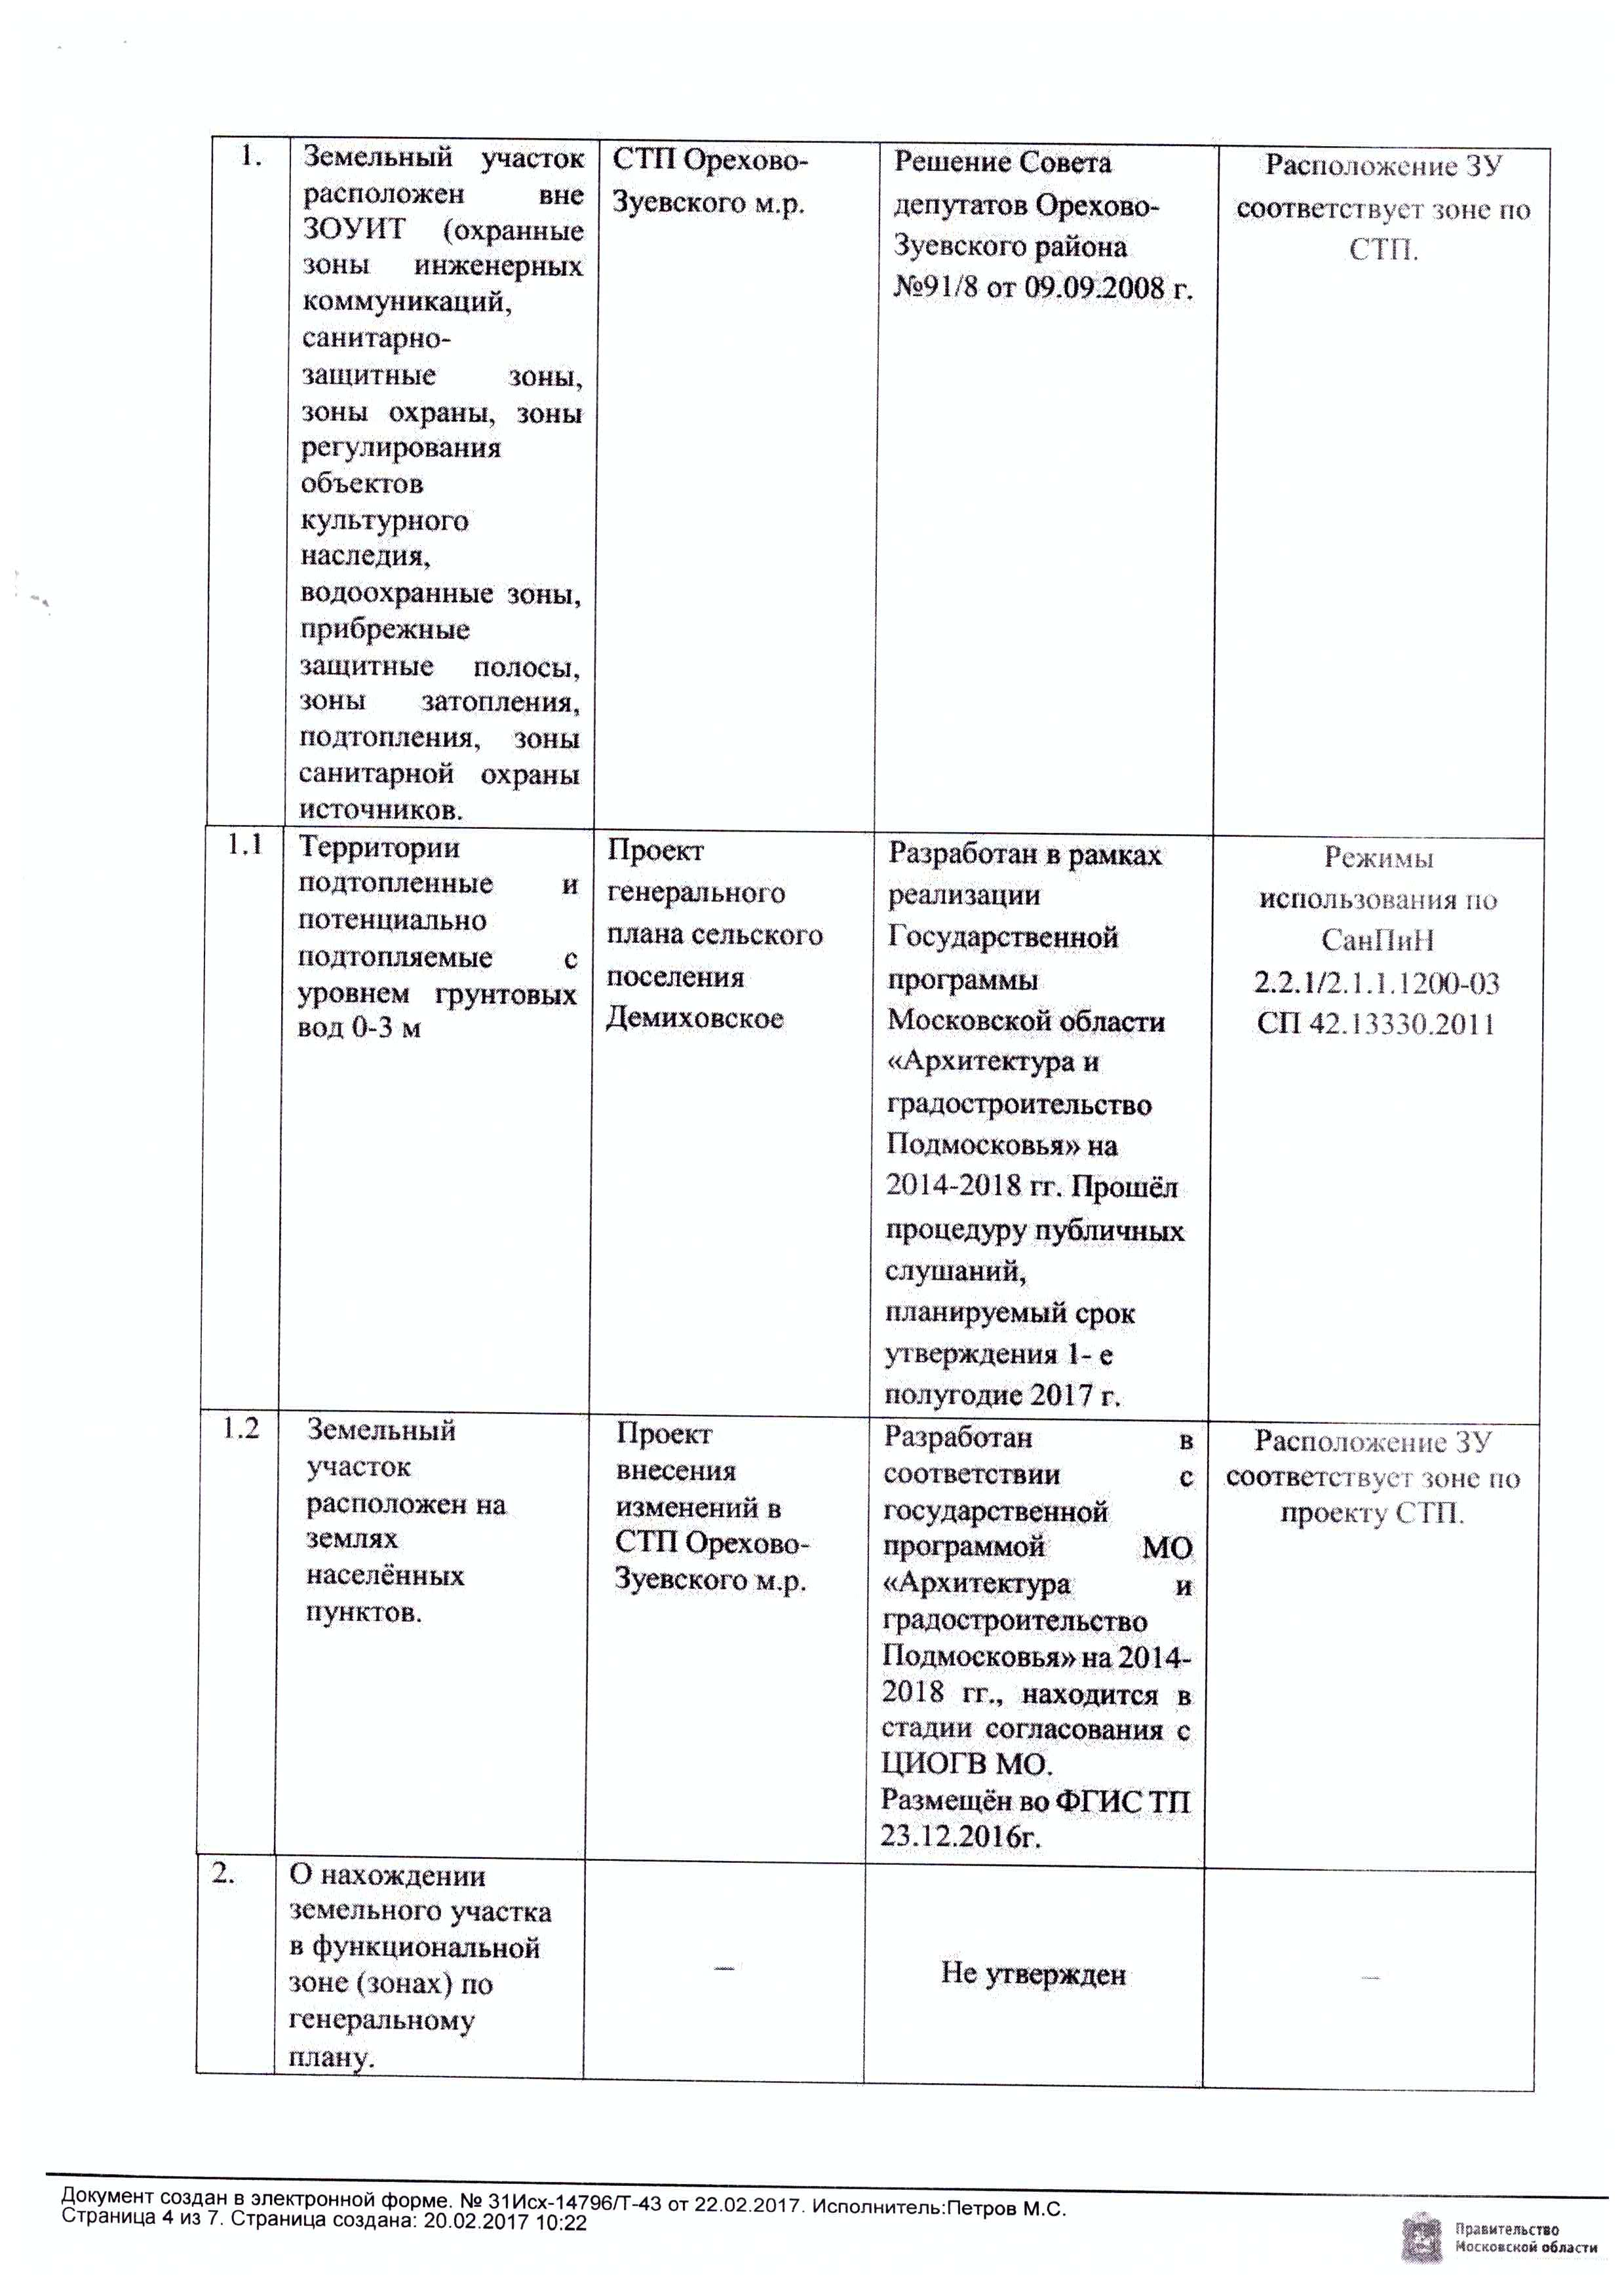 1.
Земельный участок
расположен вне
ЗОУИТ (охранные
зоны инженерных
коммуникаций,
санитарно-
защитные зоны,
зоны охраны, зоны
регулирования
объектов
культурного
наследия,
водоохранные зоны,
прибрежные
защитные полосы,
зоны затопления,
подтопления, зоны
санитарной охраны
источников.
СТП Орехово-
Зуевского м.р.
Решение Совета
депутатов Орехово-
Зуевского района
№91/8 от 09.09.2008 г.
Расположение ЗУ
соответствует зоне по
СТП.
1.1
Территории
подтопленные и
потенциально
подтопляемые с
уровнем грунтовых
вод 0-3 м
Проект
генерального
плана сельского
поселения
Демиховское
Разработан в рамках
реализации
Государственной
программы
Московской области
«Архитектура и
градостроительство
Подмосковья» на
2014-2018 гг. Прошёл
процедуру публичных
слушаний,
планируемый срок
утверждения 1- е
полугодие 2017 г.
Режимы
использования по
СанПиН
2.2.1/2.1.1.1200-03
СП 42.13330.2011
1.2
Земельный
участок
расположен на
землях
населённых
пунктов.
Проект
внесения
изменений в
СТП Орехово-
Зуевского м.р.
Разработан в
соответствии с
государственной
программой МО
«Архитектура и
градостроительство
Подмосковья» на 2014-
2018 гг., находится в
стадии согласования с
ЦИОГВ МО.
Размещён во ФГИС ТП
23.12.2016г.
Расположение ЗУ
соответствует зоне по
проекту СТП.
2.
О нахождении
земельного участка
в функциональной
зоне (зонах) по
генеральному
плану.
–
Не утвержден
–
Документ создан в электронной форме. № 31Исх-14796/Т-43 от 22.02.2017. Исполнитель:Петров М.С.
Страница 4 из 7. Страница создана: 20.02.2017 10:22
Правительство
Московской области